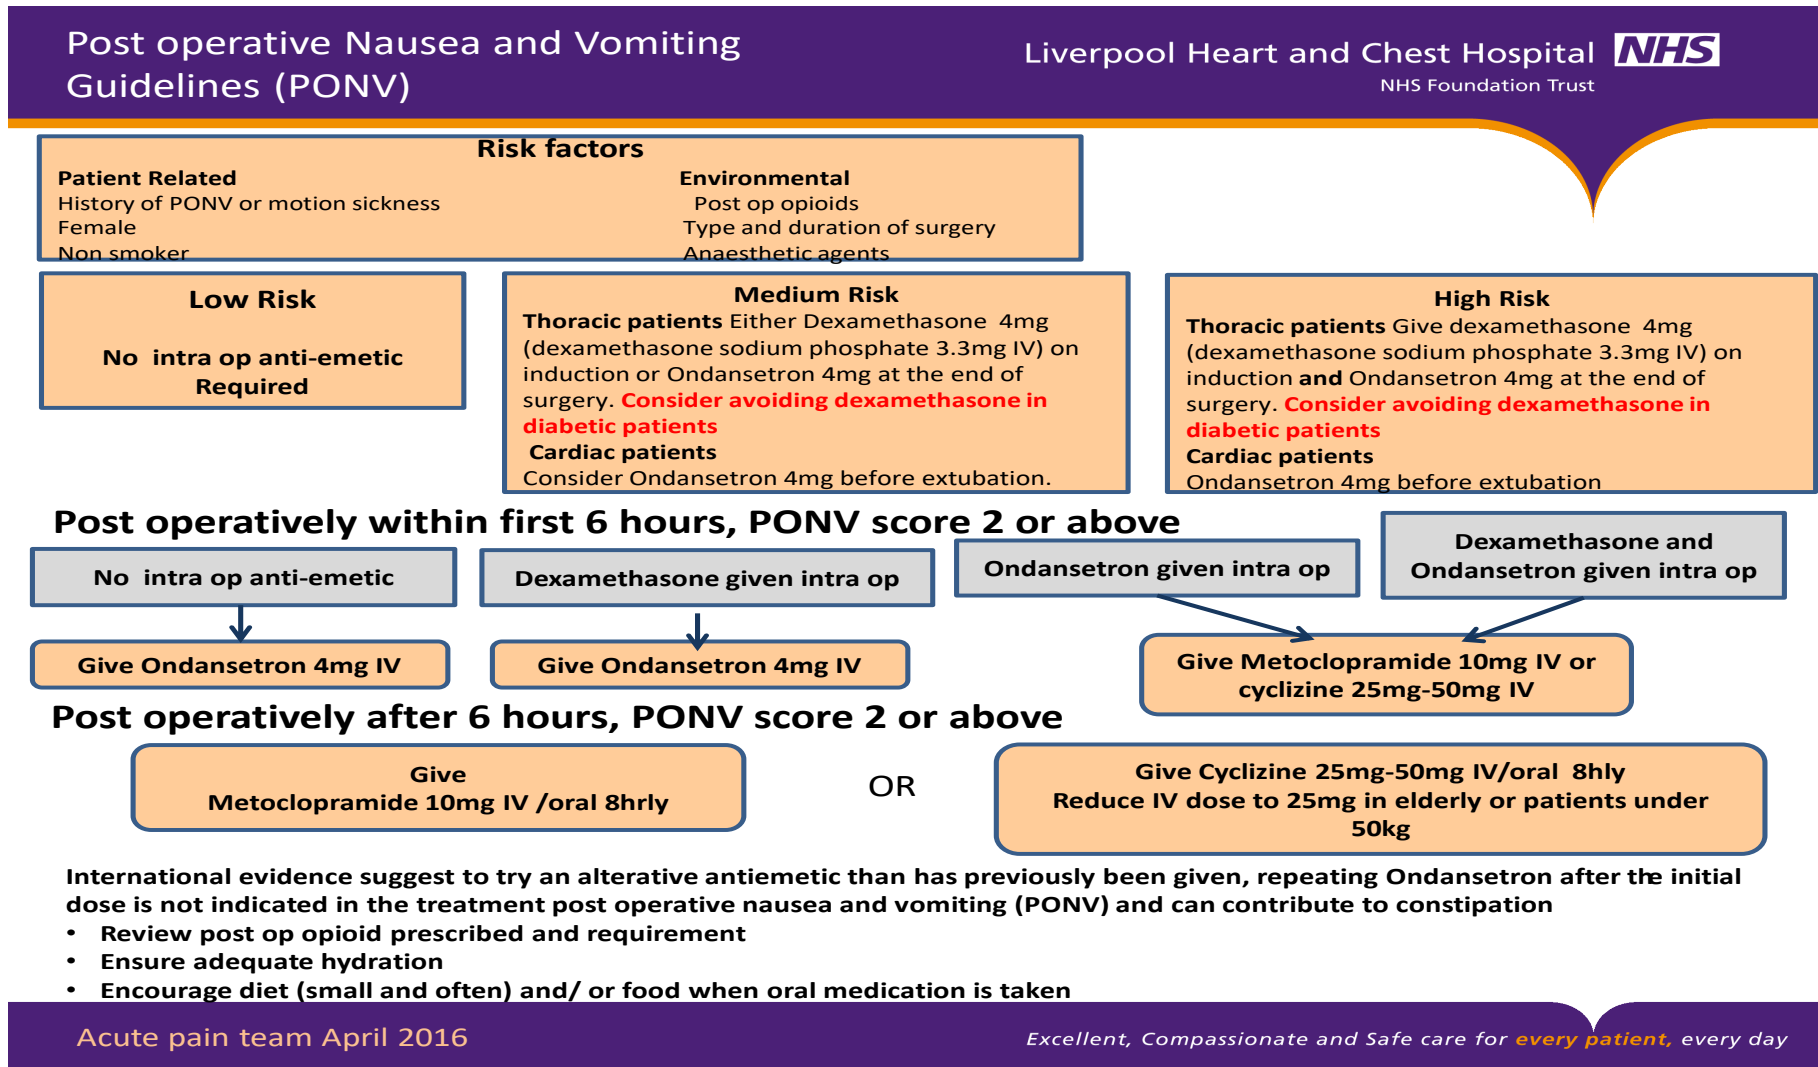 Post operative Nausea and Vomiting
Guidelines (PONV)
Liverpool Heart and Chest Hospital NHS
NHS Foundation Trust
Risk factors
Patient Related
History of PONV or motion sickness
Female
Non smoker
Environmental
Post op opioids
Type and duration of surgery
Anaesthetic agents
Low Risk
No intra op anti-emetic
Required
Medium Risk
Thoracic patients Either Dexamethasone 4mg
(dexamethasone sodium phosphate 3.3mg IV) on
induction or Ondansetron 4mg at the end of
surgery. Consider avoiding dexamethasone in
diabetic patients
Cardiac patients
Consider Ondansetron 4mg before extubation.
High Risk
Thoracic patients Give dexamethasone 4mg
(dexamethasone sodium phosphate 3.3mg IV) on
induction and Ondansetron 4mg at the end of
surgery. Consider avoiding dexamethasone in
diabetic patients
Cardiac patients
Ondansetron 4mg before extubation
Post operatively within first 6 hours, PONV score 2 or above
No intra op anti-emetic
Dexamethasone given intra op
Ondansetron given intra op
Dexamethasone and
Ondansetron given intra op
Give Ondansetron 4mg IV
Give Ondansetron 4mg IV
Give Metoclopramide 10mg IV or
cyclizine 25mg-50mg IV
Post operatively after 6 hours, PONV score 2 or above
Give
Metoclopramide 10mg IV /oral 8hrly
OR
Give Cyclizine 25mg-50mg IV/oral 8hly
Reduce IV dose to 25mg in elderly or patients under
50kg
International evidence suggest to try an alterative antiemetic than has previously been given, repeating Ondansetron after the initial
dose is not indicated in the treatment post operative nausea and vomiting (PONV) and can contribute to constipation
• Review post op opioid prescribed and requirement
• Ensure adequate hydration
• Encourage diet (small and often) and/ or food when oral medication is taken
Acute pain team April 2016
Excellent, Compassionate and Safe care for every patient, every day